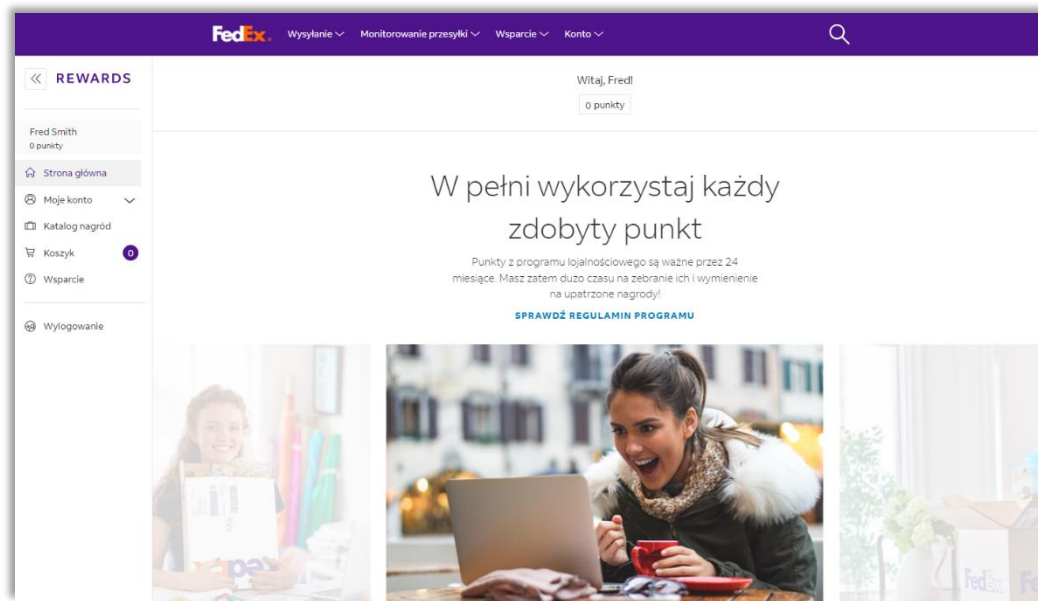 FedEx.
Wysyłanie
Monitorowanie przesyłki
Wsparcie
Konto
REWARDS
Fred Smith
0 punkty
Strona główna
Moje konto
Katalog nagród
Koszyk
0
Wsparcie
Wylogowanie
Witaj, Fred!
0 punkty
W pełni wykorzystaj każdy
zdobyty punkt
Punkty z programu lojalnościowego są ważne przez 24
miesiące. Masz zatem dużo czasu na zebranie ich i wymienienie
na upatrzone nagrody!
SPRAWDŹ REGULAMIN PROGRAMU
FedEx
FedEx